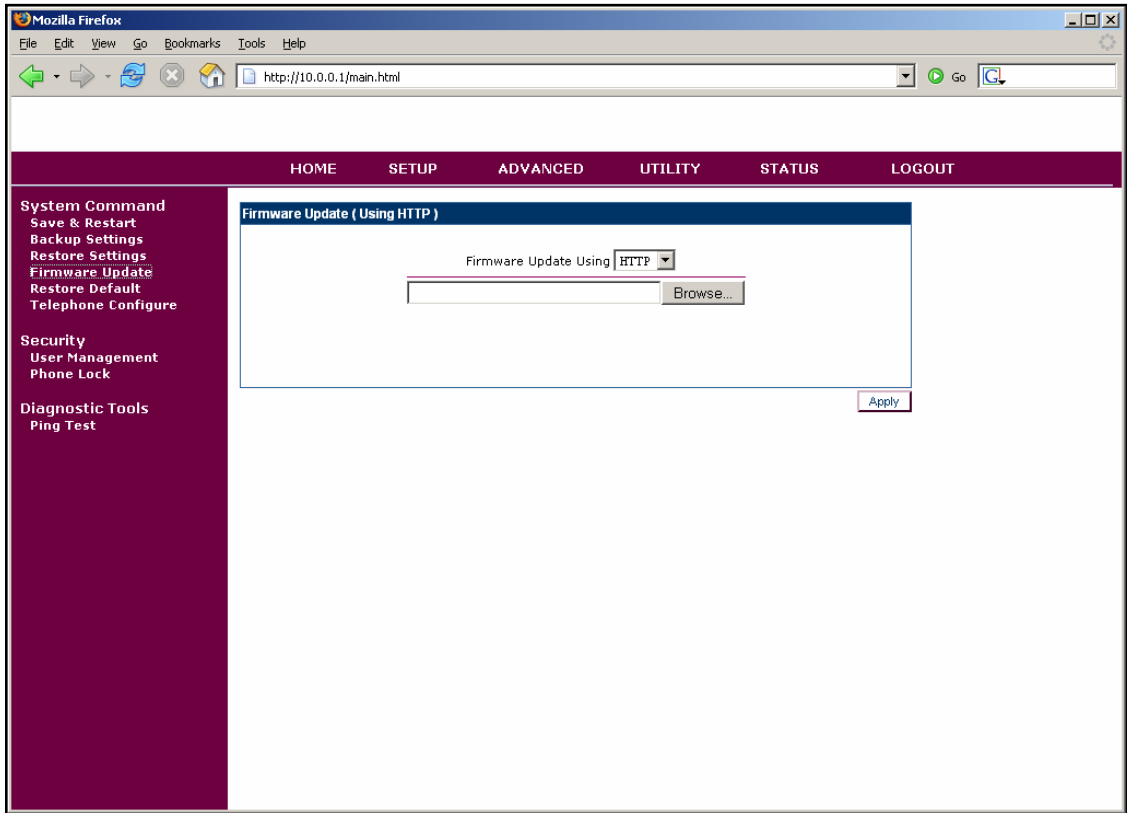 Mozilla Firefox
File Edit View Go Bookmarks Tools Help
http://10.0.0.1/main.html Go G
HOME SETUP ADVANCED UTILITY STATUS LOGOUT
System Command
Save & Restart
Backup Settings
Restore Settings
Firmware Update
Restore Default
Telephone Configure
Security
User Management
Phone Lock
Diagnostic Tools
Ping Test
Firmware Update ( Using HTTP )
Firmware Update Using HTTP
Browse...
Apply